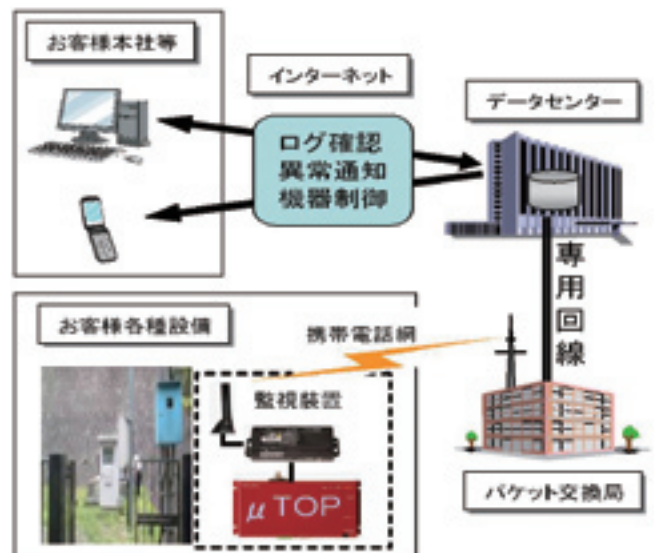 お客様本社等
インターネット
データセンター
ログ確認
異常通知
機器制御
専用回線
お客様各種設備
携帯電話網
監視装置
μTOP
パケット交換局